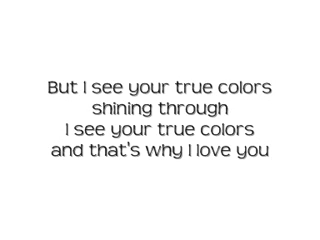 But I see your true colors
shining through
I see your true colors
and that's why I love you